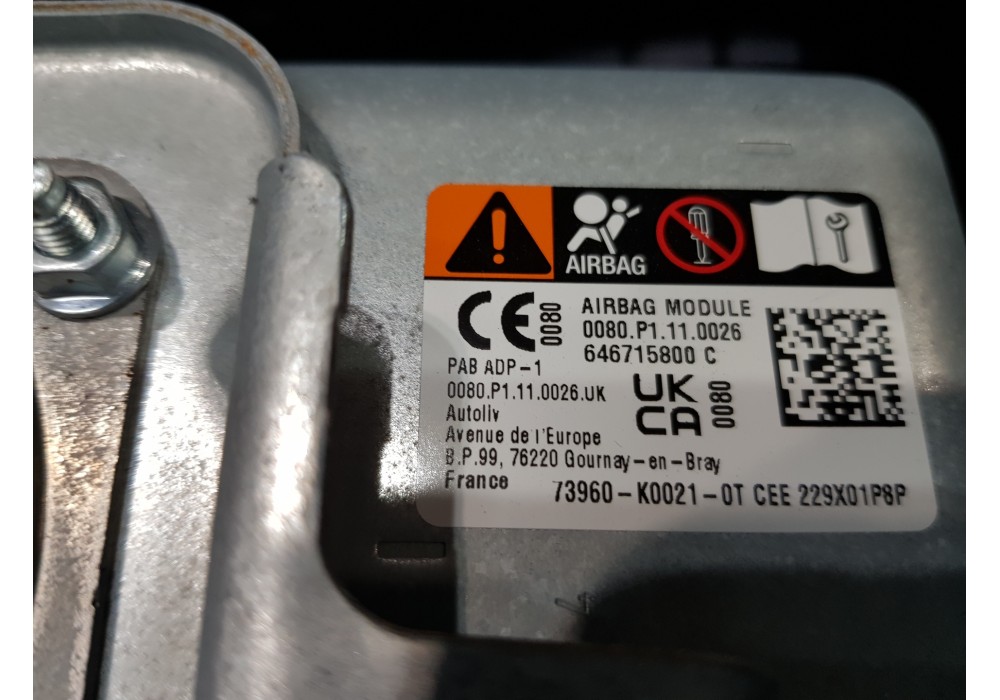 AIRBAG
CE 0080
AIRBAG MODULE
0080.P1.11.0026
646715800 C
PAB ADP-1
0080.P1.11.0026.UK
UK
CA 0080
Autoliv
Avenue de l'Europe
B.P.99, 76220 Gournay-en-Bray
France
73960-K0021-0T CEE 229X01P8P